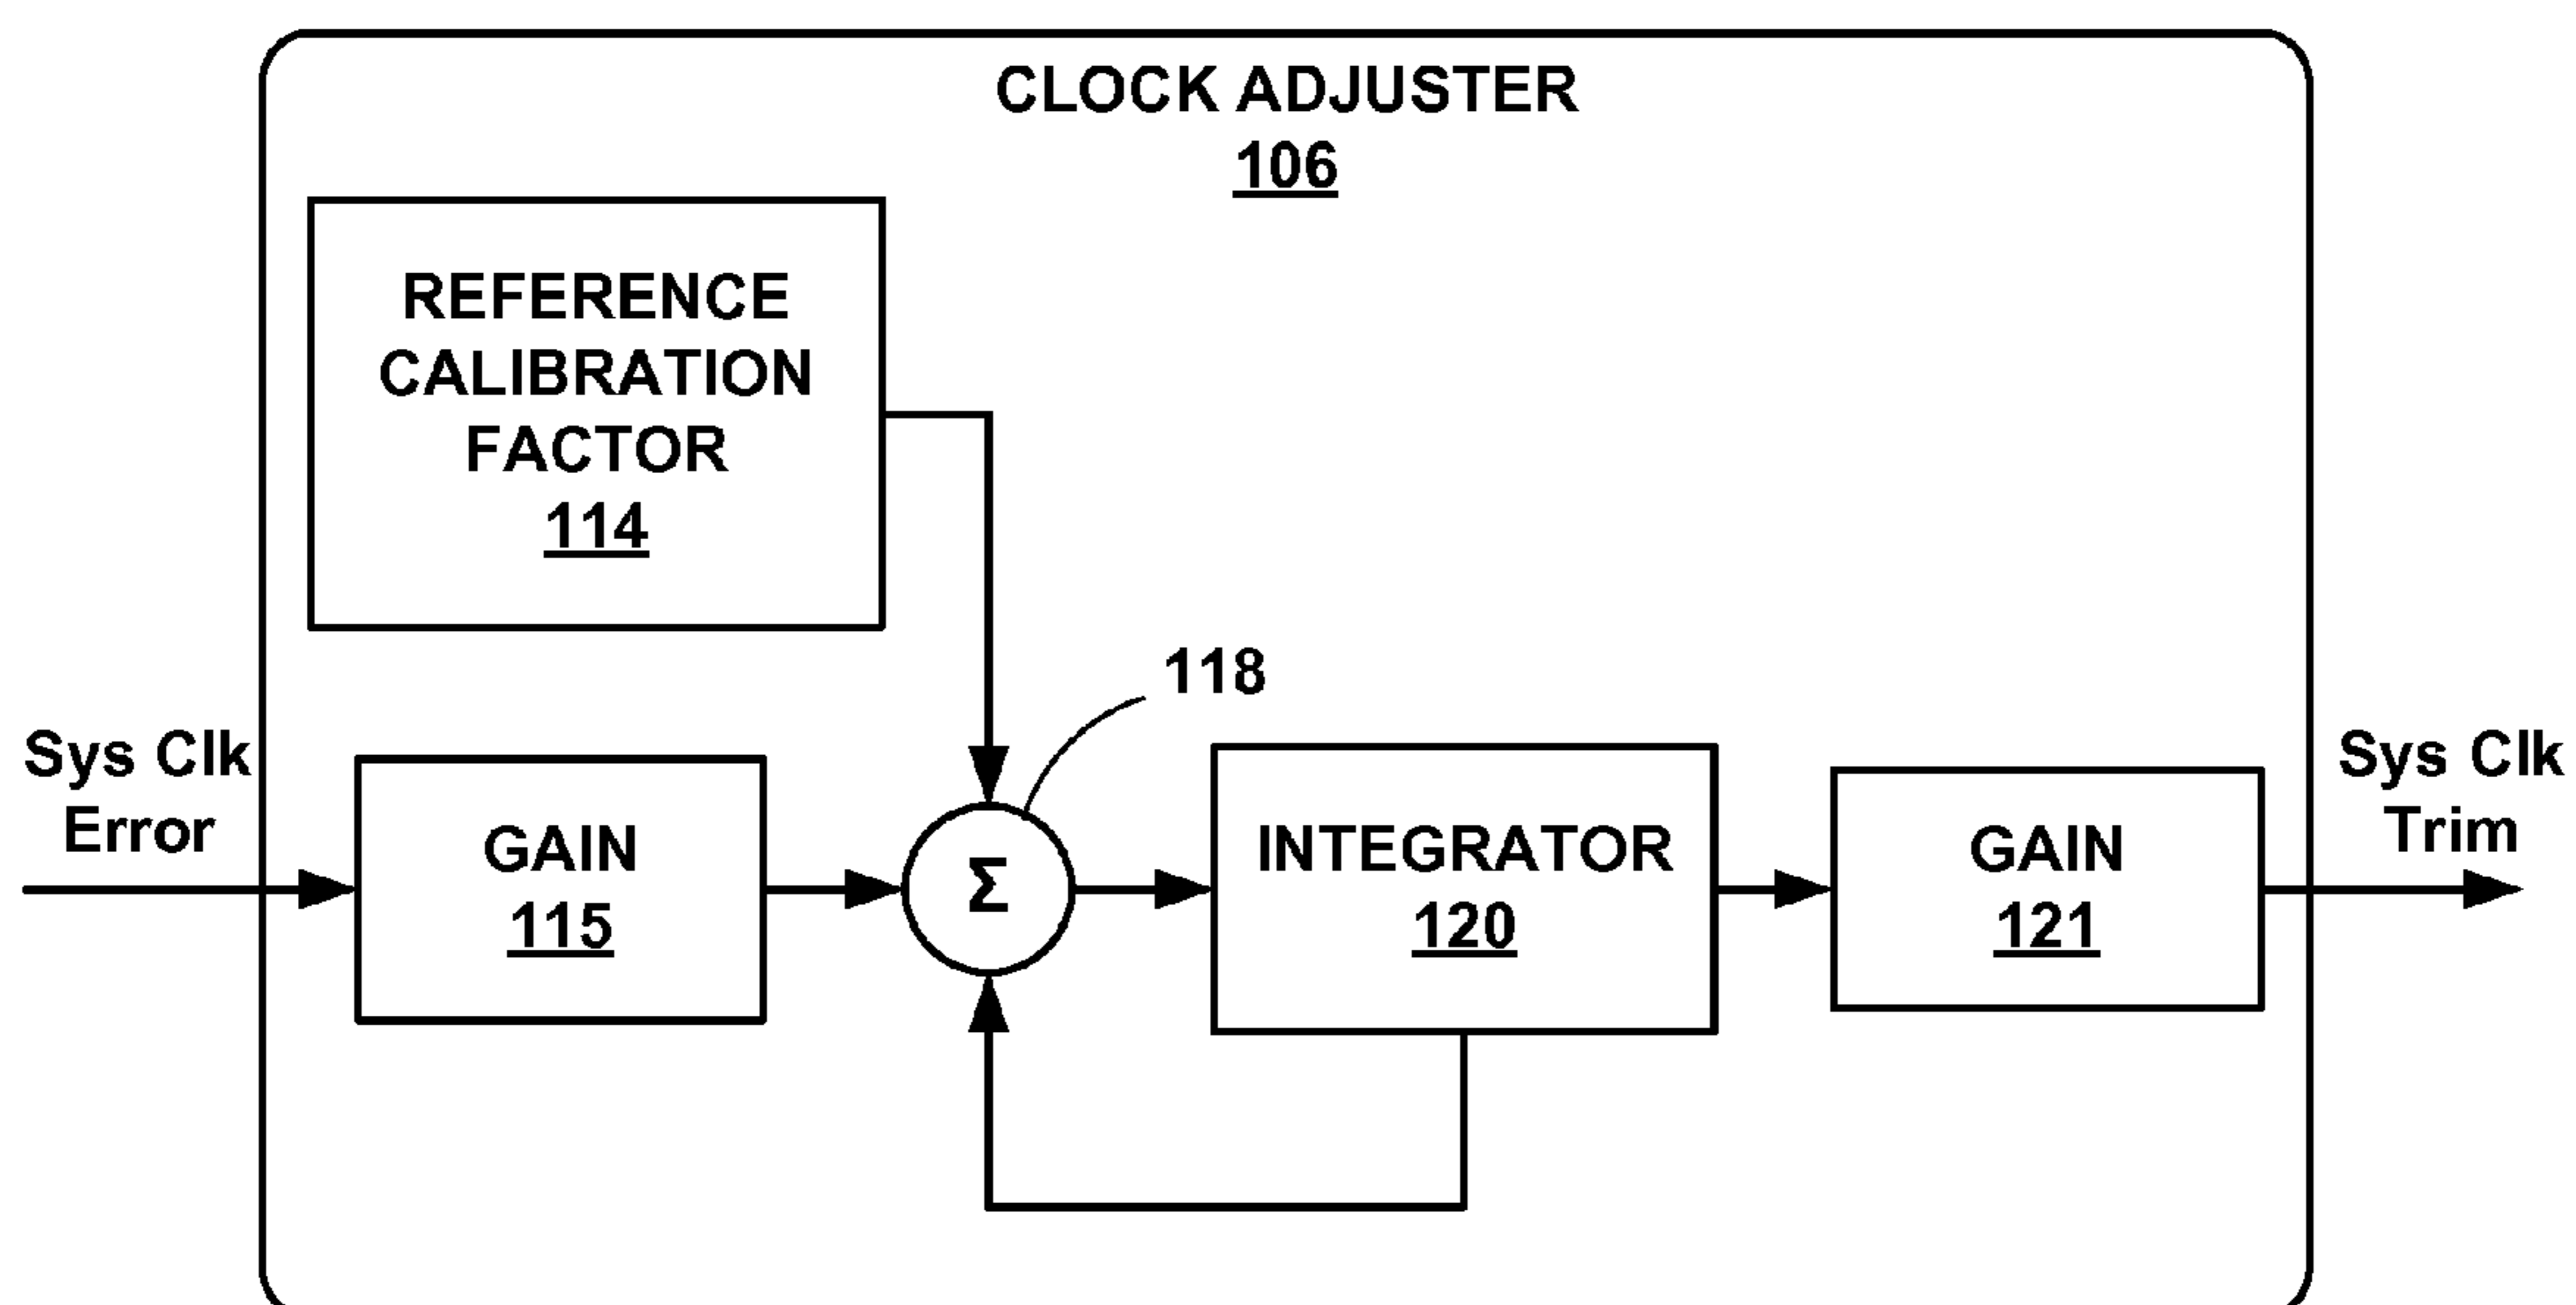 CLOCK ADJUSTER
106
REFERENCE
CALIBRATION
FACTOR
114
118
Sys Clk
Error
GAIN
115
Σ
INTEGRATOR
120
GAIN
121
Sys Clk
Trim